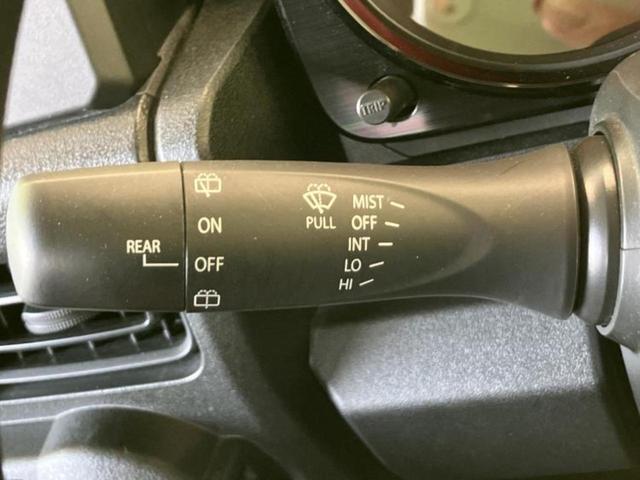 TRIP
MIST
ON
PULL
OFF
REAR
OFF
INT
LO
HI